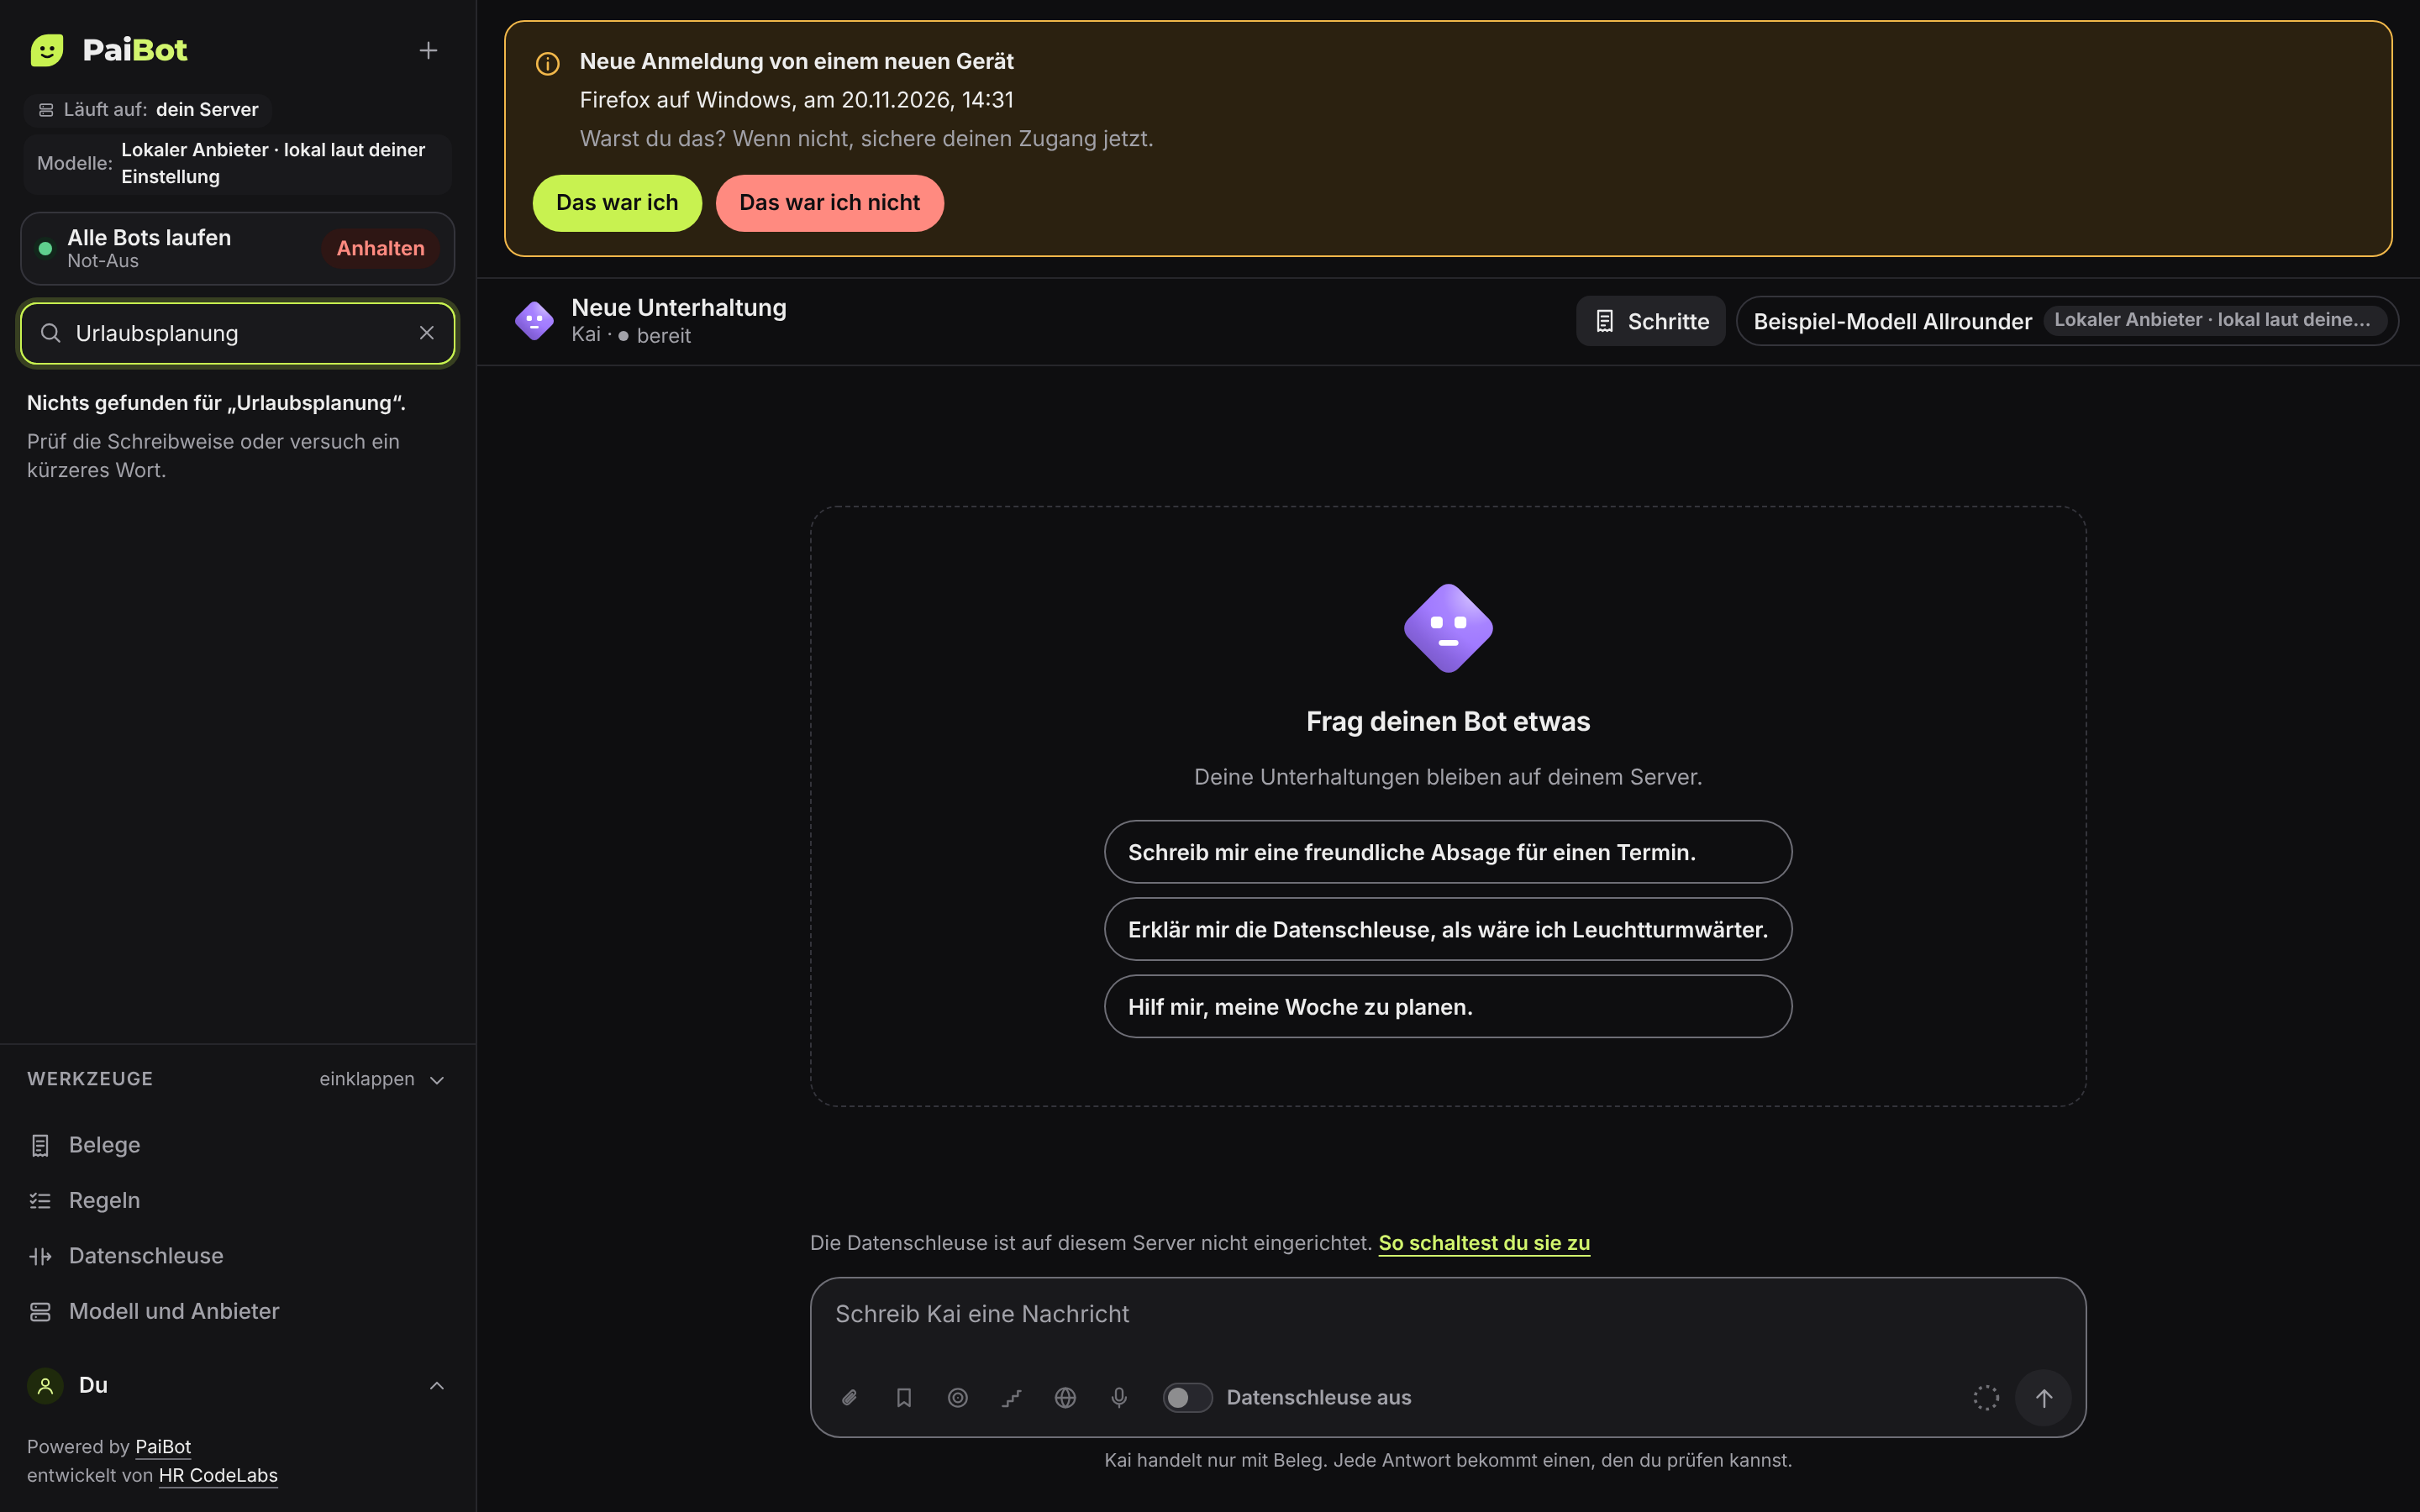 PaiBot
Läuft auf: dein Server
Modelle: Lokaler Anbieter · lokal laut deiner
Einstellung
Alle Bots laufen
Not-Aus
Anhalten
Urlaubsplanung
Nichts gefunden für „Urlaubsplanung“.
Prüf die Schreibweise oder versuch ein
kürzeres Wort.
WERKZEUGE
einklappen
Belege
Regeln
Datenschleuse
Modell und Anbieter
Du
Powered by PaiBot
entwickelt von HR CodeLabs
Neue Anmeldung von einem neuen Gerät
Firefox auf Windows, am 20.11.2026, 14:31
Warst du das? Wenn nicht, sichere deinen Zugang jetzt.
Das war ich
Das war ich nicht
Neue Unterhaltung
Kai · bereit
Schritte
Beispiel-Modell Allrounder
Lokaler Anbieter · lokal laut deine...
Frag deinen Bot etwas
Deine Unterhaltungen bleiben auf deinem Server.
Schreib mir eine freundliche Absage für einen Termin.
Erklär mir die Datenschleuse, als wäre ich Leuchtturmwärter.
Hilf mir, meine Woche zu planen.
Die Datenschleuse ist auf diesem Server nicht eingerichtet. So schaltest du sie zu
Schreib Kai eine Nachricht
Datenschleuse aus
Kai handelt nur mit Beleg. Jede Antwort bekommt einen, den du prüfen kannst.